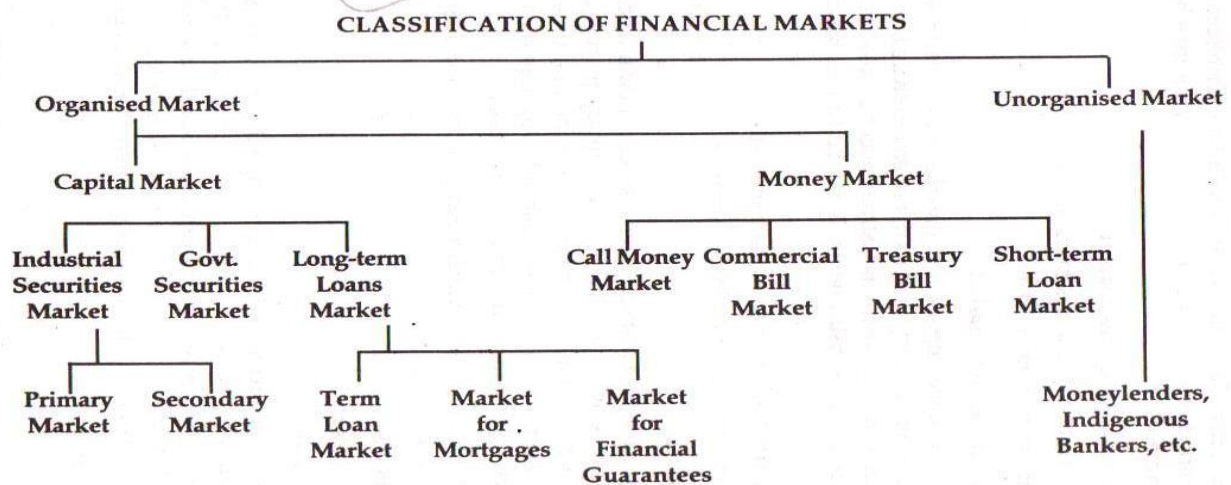 CLASSIFICATION OF FINANCIAL MARKETS
Organised Market
Unorganised Market
Capital Market
Money Market
Industrial
Securities
Market
Govt.
Securities
Market
Long-term
Loans
Market
Call Money
Market
Commercial
Bill
Market
Treasury
Bill
Market
Short-term
Loan
Market
Primary
Market
Secondary
Market
Term
Loan
Market
Market
for .
Mortgages
Market
for
Financial
Guarantees
Moneylenders,
Indigenous
Bankers, etc.